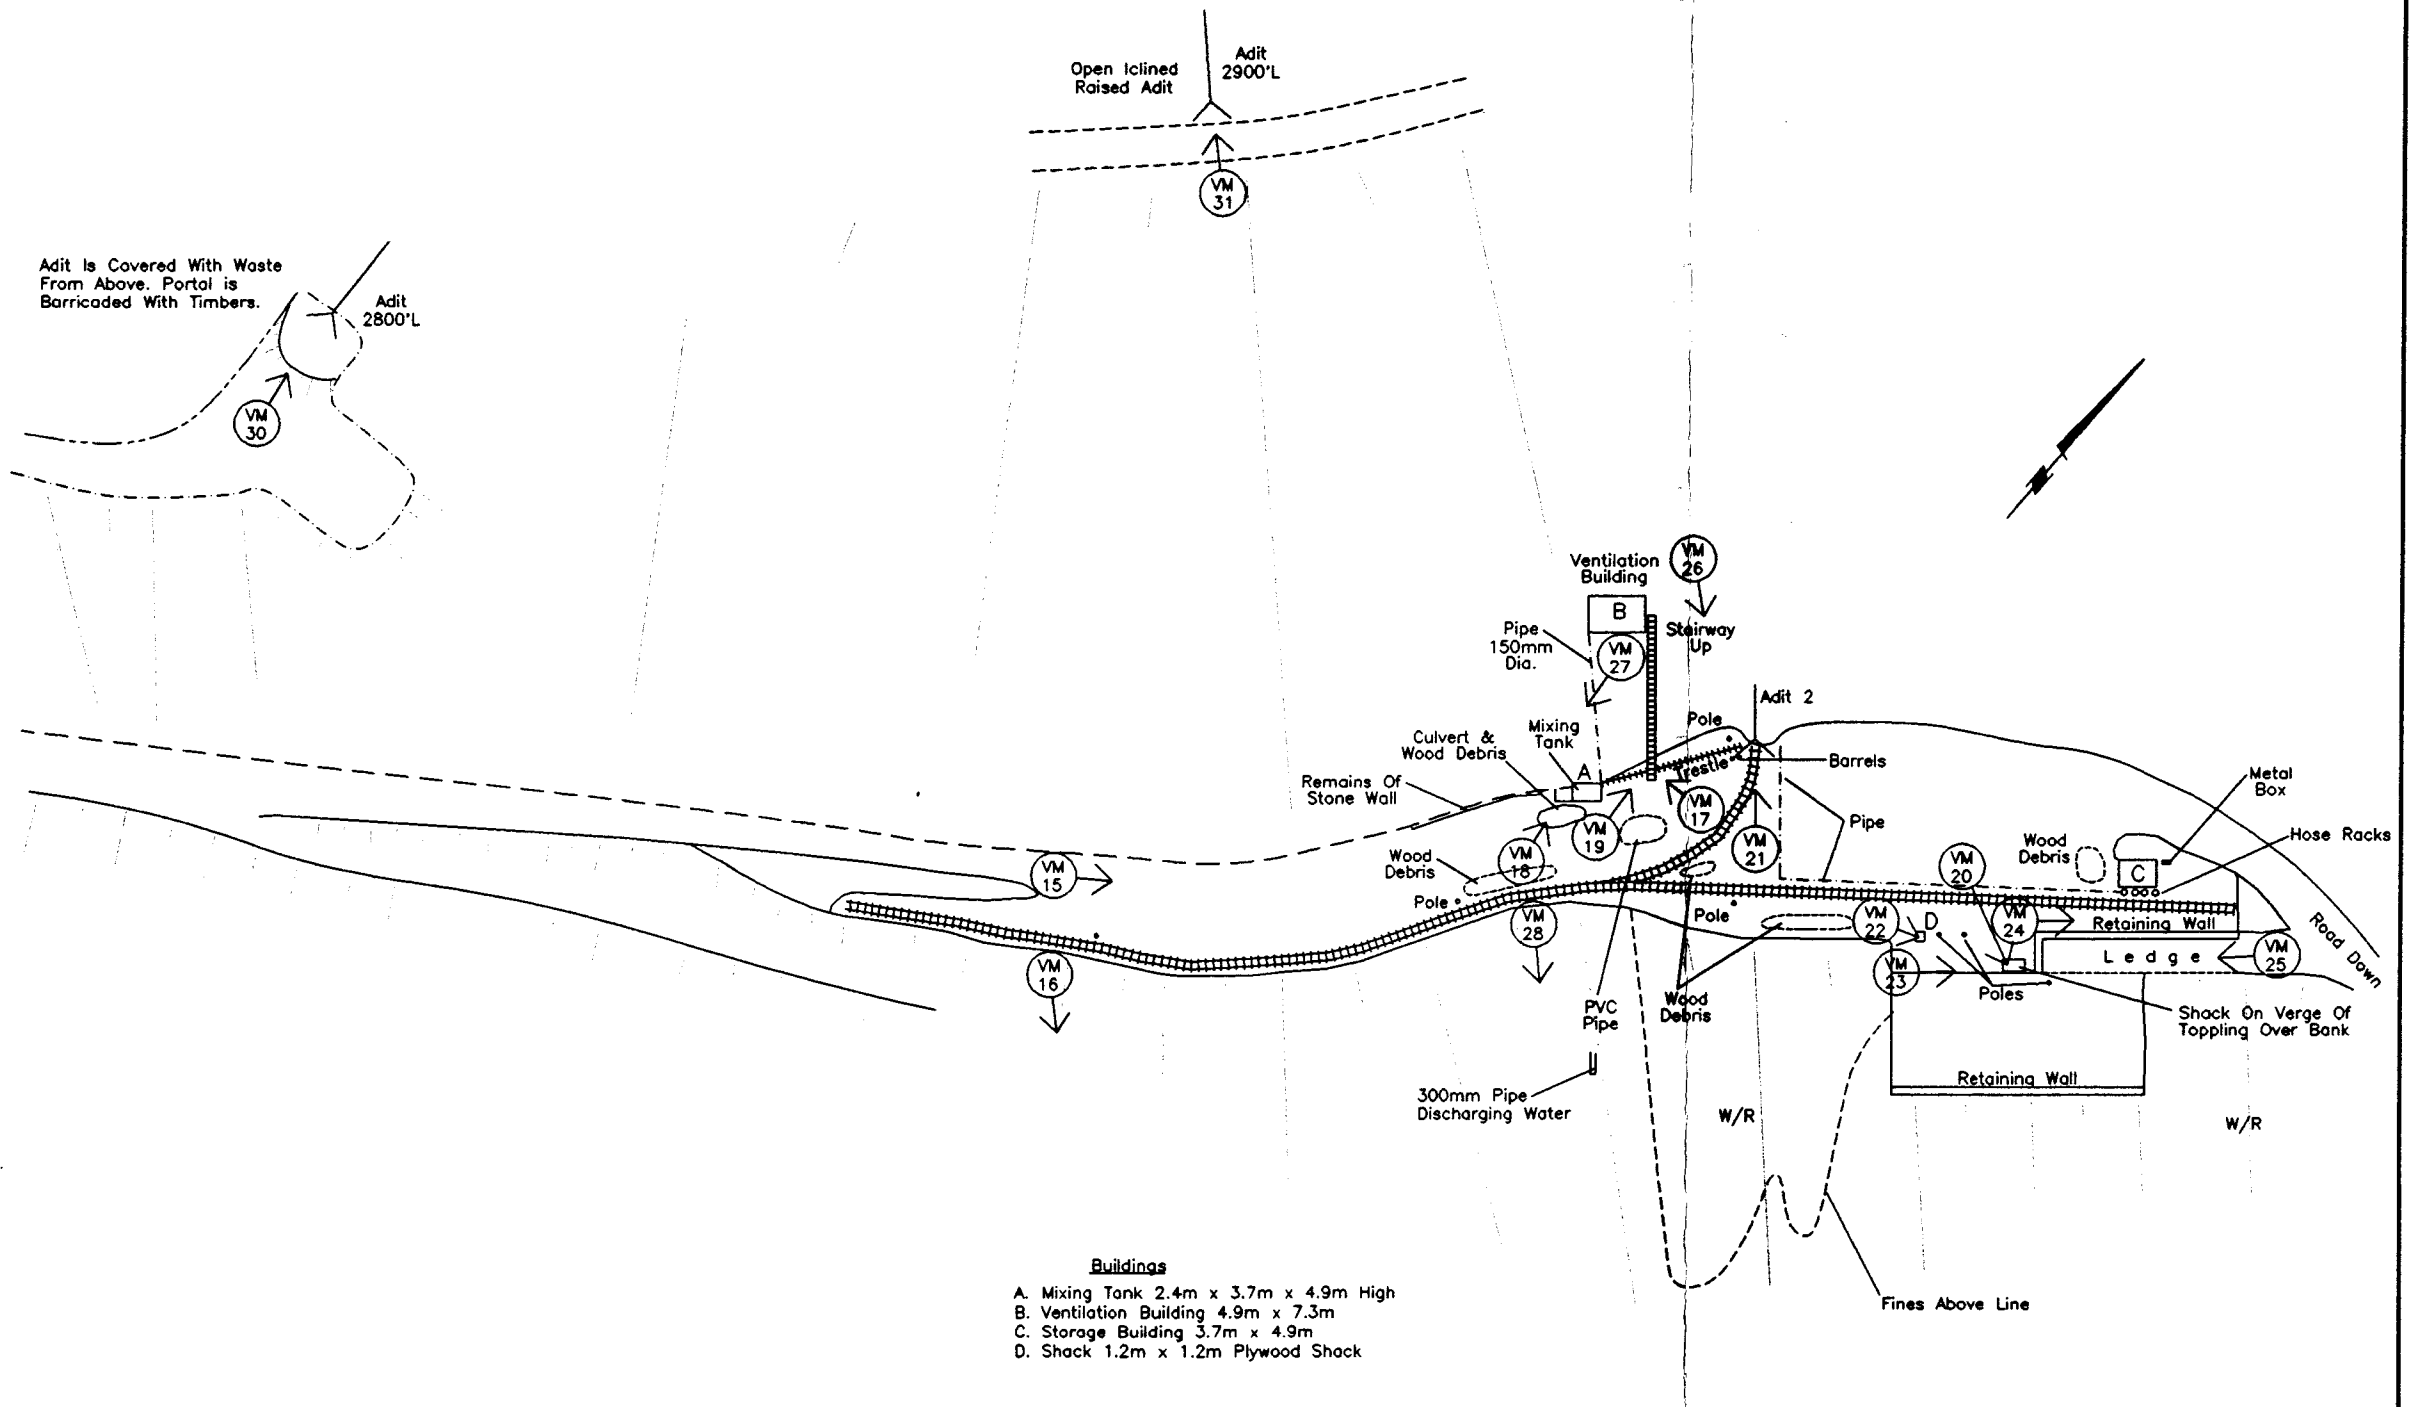 Open Iclined
Raised Adit
Adit
2900'L
VM
31
Adit Is Covered With Waste
From Above. Portal is
Barricaded With Timbers.
Adit
2800'L
VM
30
Ventilation
Building
VM
26
B
Stairway
Up
Pipe
150mm
Dia.
VM
27
Adit 2
Pole
Mixing
Tank
Culvert &
Wood Debris
A
Trestle
Barrels
Remains Of
Stone Wall
Metal
Box
VM
17
VM
19
Pipe
Hose Racks
VM
18
VM
21
Wood
Debris
VM
20
Wood
Debris
C
VM
15
Pole
Pole
VM
28
VM
22
D
VM
24
Retaining Wall
Road Down
Ledge
VM
25
VM
16
VM
23
Poles
PVC
Pipe
Wood
Debris
Shack On Verge Of
Toppling Over Bank
Retaining Wall
300mm Pipe
Discharging Water
W/R
W/R
Fines Above Line
Buildings
A. Mixing Tank 2.4m x 3.7m x 4.9m High
B. Ventilation Building 4.9m x 7.3m
C. Storage Building 3.7m x 4.9m
D. Shack 1.2m x 1.2m Plywood Shack